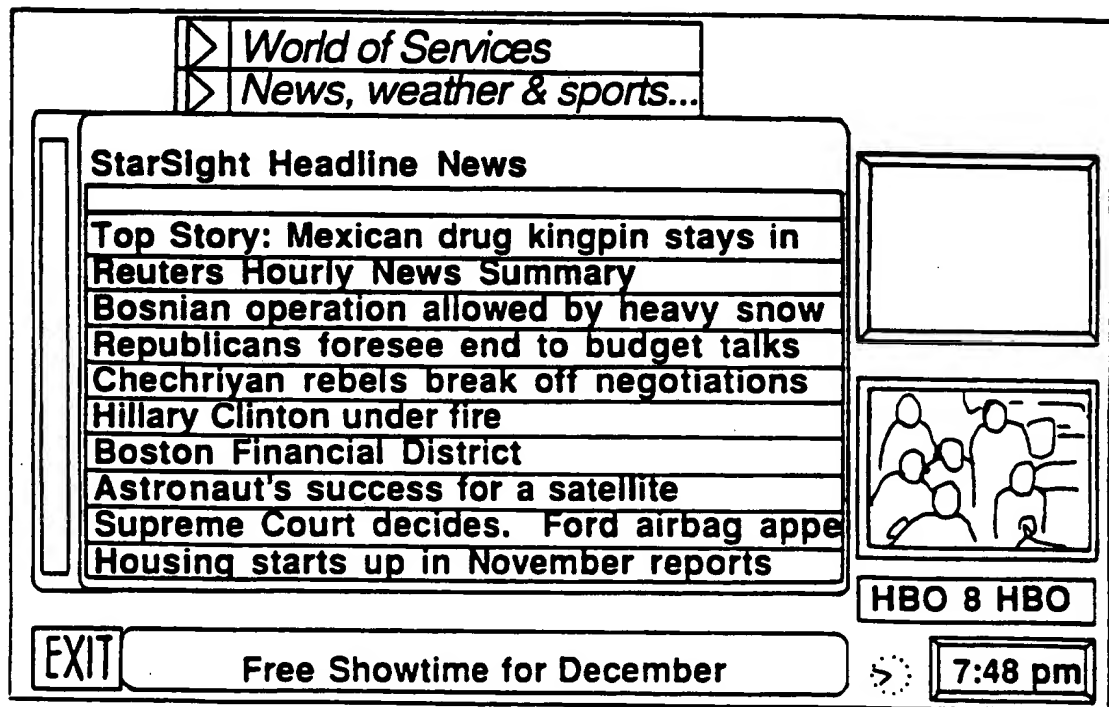 World of Services
News, weather & sports...
StarSight Headline News
Top Story: Mexican drug kingpin stays in
Reuters Hourly News Summary
Bosnian operation allowed by heavy snow
Republicans foresee end to budget talks
Chechriyan rebels break off negotiations
Hillary Clinton under fire
Boston Financial District
Astronaut's success for a satellite
Supreme Court decides. Ford airbag appe
Housing starts up in November reports
HBO 8 HBO
EXIT
Free Showtime for December
7:48 pm